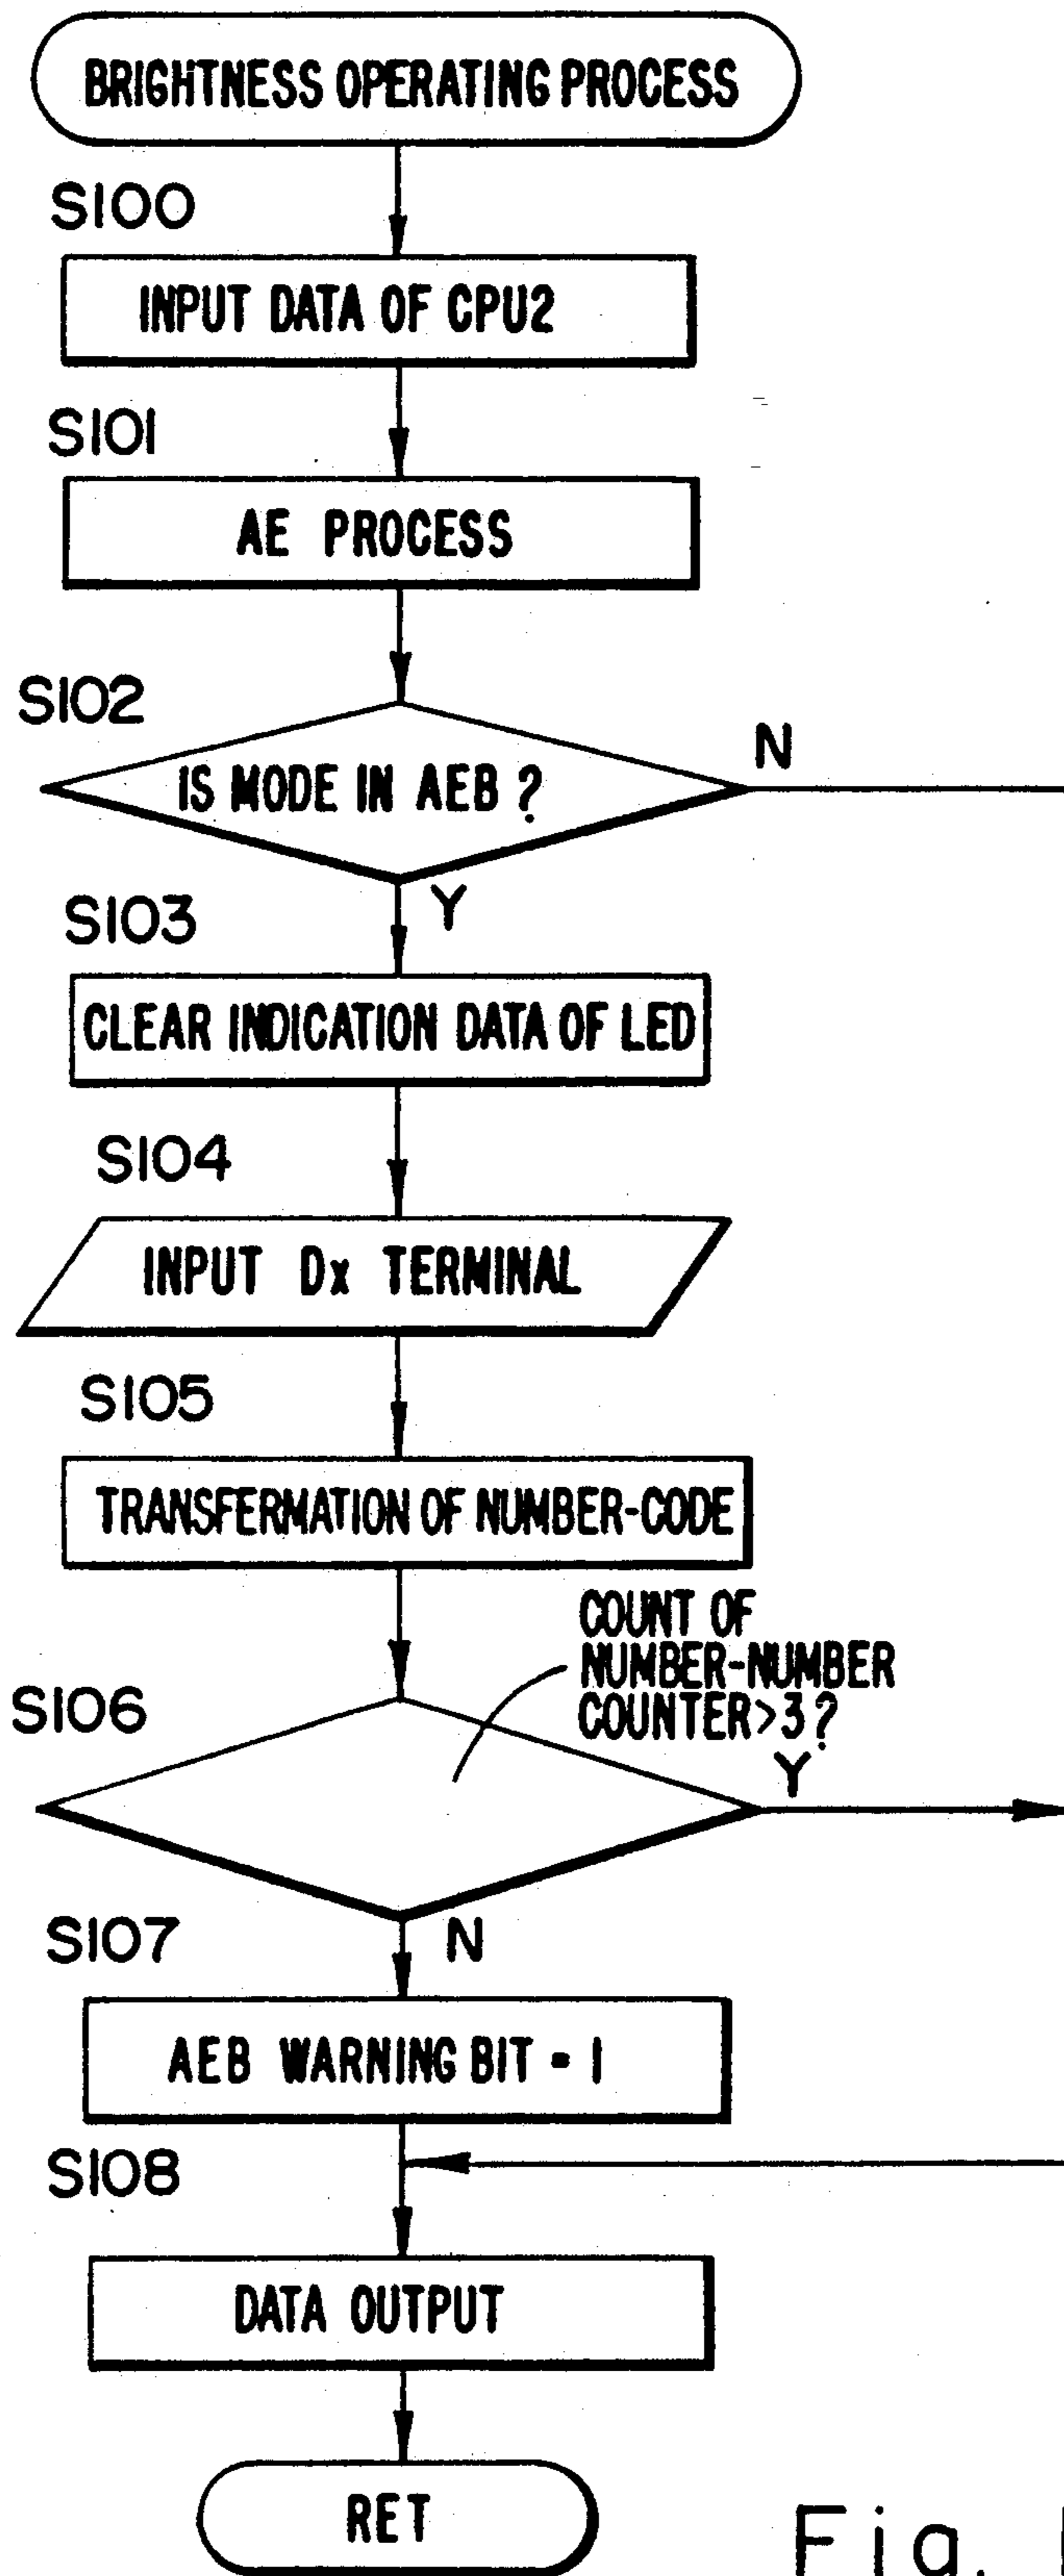 BRIGHTNESS OPERATING PROCESS
S100
INPUT DATA OF CPU2
S101
AE PROCESS
S102
IS MODE IN AEB ?
N
Y
S103
CLEAR INDICATION DATA OF LED
S104
INPUT Dx TERMINAL
S105
TRANSFERMATION OF NUMBER-CODE
COUNT OF
NUMBER-NUMBER
COUNTER>3?
S106
Y
S107
N
AEB WARNING BIT = 1
S108
DATA OUTPUT
RET
Fig.